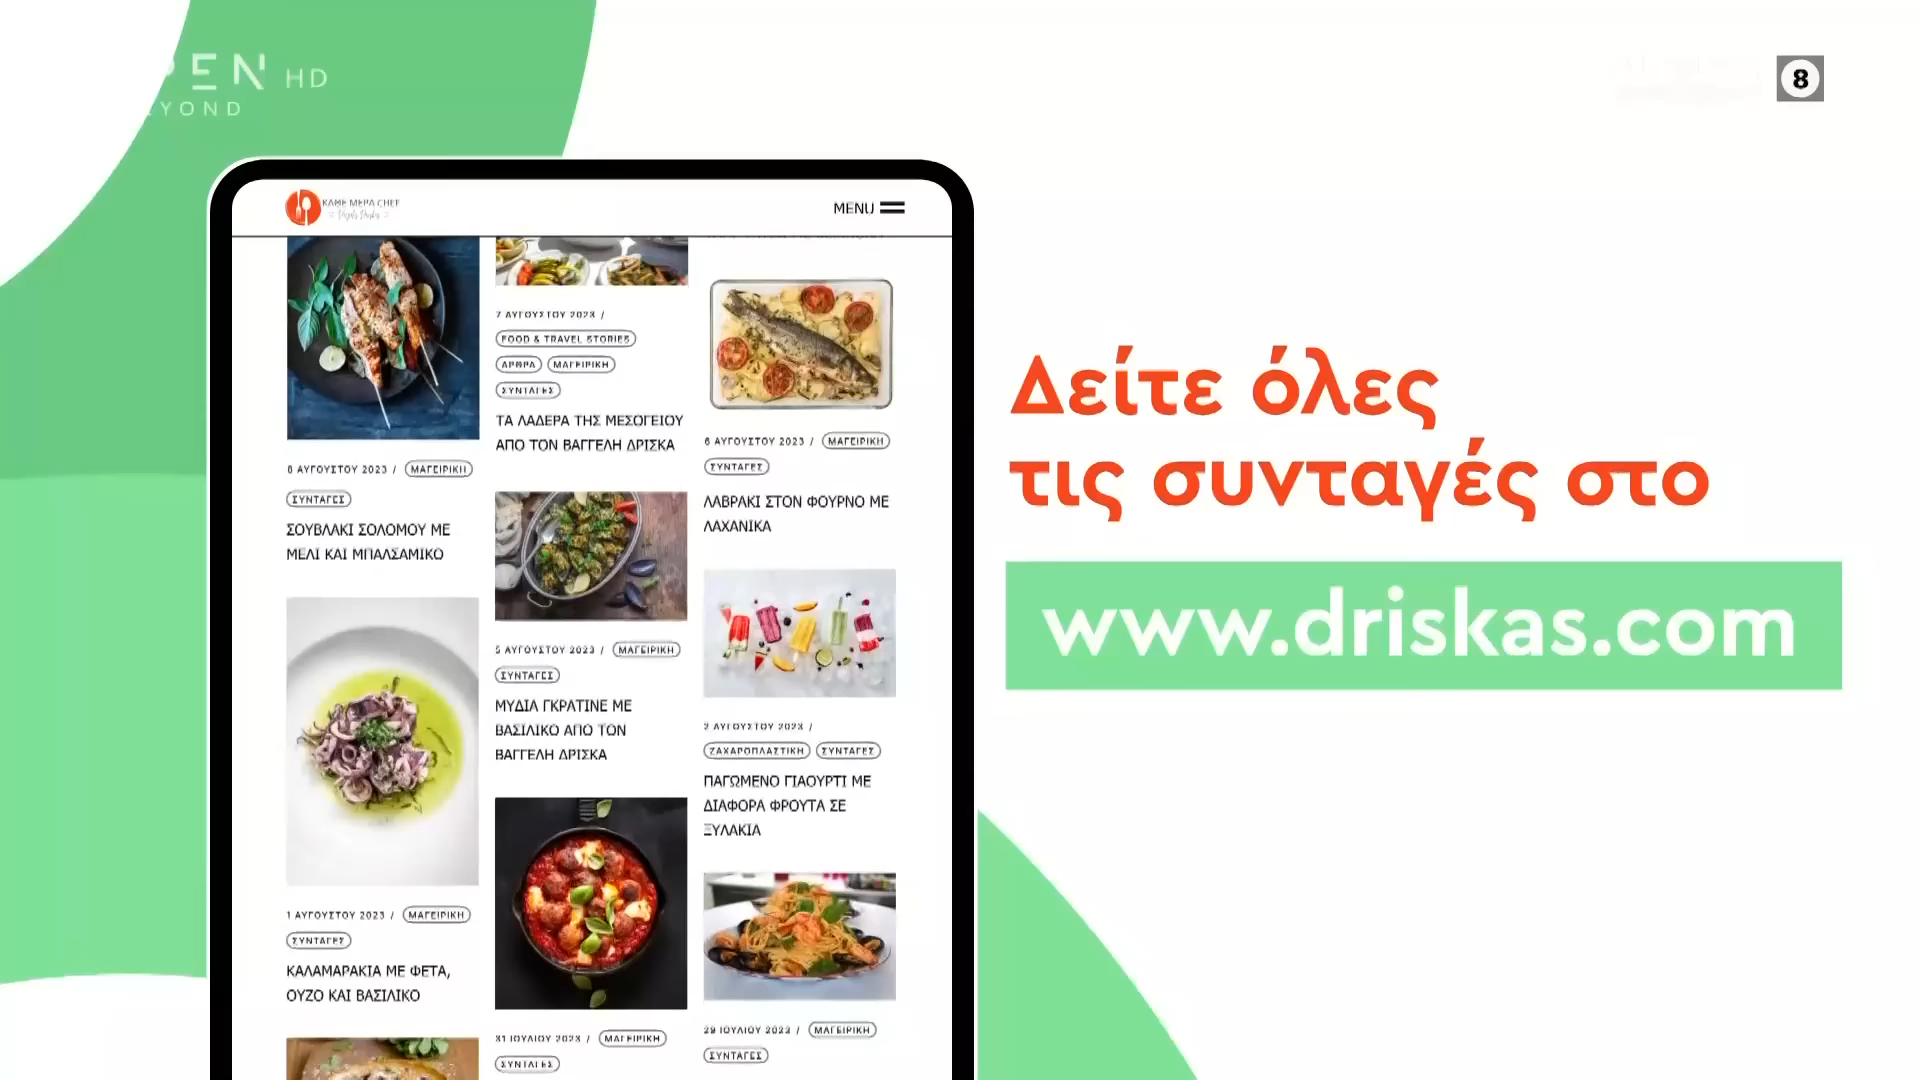 PEN HD
YOND
8
ΚΑΘΕ ΜΕΡΑ CHEF
MENU
6 ΑΥΓΟΥΣΤΟΥ 2023 / ΜΑΓΕΙΡΙΚΗ
ΣΥΝΤΑΓΕΣ
ΣΟΥΒΛΑΚΙ ΣΟΛΟΜΟΥ ΜΕ
ΜΕΛΙ ΚΑΙ ΜΠΑΛΣΑΜΙΚΟ
1 ΑΥΓΟΥΣΤΟΥ 2023 / ΜΑΓΕΙΡΙΚΗ
ΣΥΝΤΑΓΕΣ
ΚΑΛΑΜΑΡΑΚΙΑ ΜΕ ΦΕΤΑ,
ΟΥΖΟ ΚΑΙ ΒΑΣΙΛΙΚΟ
7 ΑΥΓΟΥΣΤΟΥ 2023 /
FOOD & TRAVEL STORIES
ΑΡΘΡΑ ΜΑΓΕΙΡΙΚΗ
ΣΥΝΤΑΓΕΣ
ΤΑ ΛΑΔΕΡΑ ΤΗΣ ΜΕΣΟΓΕΙΟΥ
ΑΠΟ ΤΟΝ ΒΑΓΓΕΛΗ ΔΡΙΣΚΑ
5 ΑΥΓΟΥΣΤΟΥ 2023 / ΜΑΓΕΙΡΙΚΗ
ΣΥΝΤΑΓΕΣ
ΜΥΔΙΑ ΓΚΡΑΤΙΝΕ ΜΕ
ΒΑΣΙΛΙΚΟ ΑΠΟ ΤΟΝ
ΒΑΓΓΕΛΗ ΔΡΙΣΚΑ
31 ΙΟΥΛΙΟΥ 2023 / ΜΑΓΕΙΡΙΚΗ
ΣΥΝΤΑΓΕΣ
6 ΑΥΓΟΥΣΤΟΥ 2023 / ΜΑΓΕΙΡΙΚΗ
ΣΥΝΤΑΓΕΣ
ΛΑΒΡΑΚΙ ΣΤΟΝ ΦΟΥΡΝΟ ΜΕ
ΛΑΧΑΝΙΚΑ
2 ΑΥΓΟΥΣΤΟΥ 2023 /
ΖΑΧΑΡΟΠΛΑΣΤΙΚΗ ΣΥΝΤΑΓΕΣ
ΠΑΓΩΜΕΝΟ ΓΙΑΟΥΡΤΙ ΜΕ
ΔΙΑΦΟΡΑ ΦΡΟΥΤΑ ΣΕ
ΞΥΛΑΚΙΑ
29 ΙΟΥΛΙΟΥ 2023 / ΜΑΓΕΙΡΙΚΗ
ΣΥΝΤΑΓΕΣ
Δείτε όλες
τις συνταγές στο
www.driskas.com